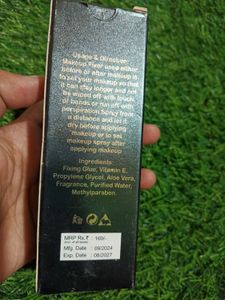 Usage & Direction
Makeup Fixer uses either
before or after makeup in
to set your makeup so that
it can stay longer and not
be wiped off with touch
of hands or run off with
perspiration Spray from
a distance and let it
dry before applying
makeup or to set
makeup spray after
applying makeup
Ingredients
Fixing Glue, Vitamin E,
Propylene Glycol, Aloe Vera,
Fragrance, Purified Water,
Methylparaben.
MRP Rs.₹ : 169/-
Mfg. Date : 09/2024
Exp. Date : 08/2027